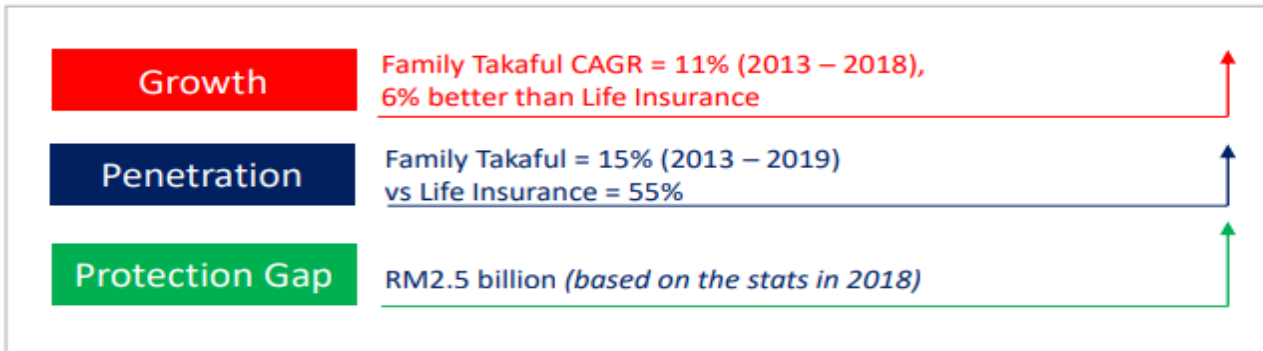 Growth
Family Takaful CAGR = 11% (2013 – 2018),
6% better than Life Insurance
Penetration
Family Takaful = 15% (2013 – 2019)
vs Life Insurance = 55%
Protection Gap
RM2.5 billion (based on the stats in 2018)